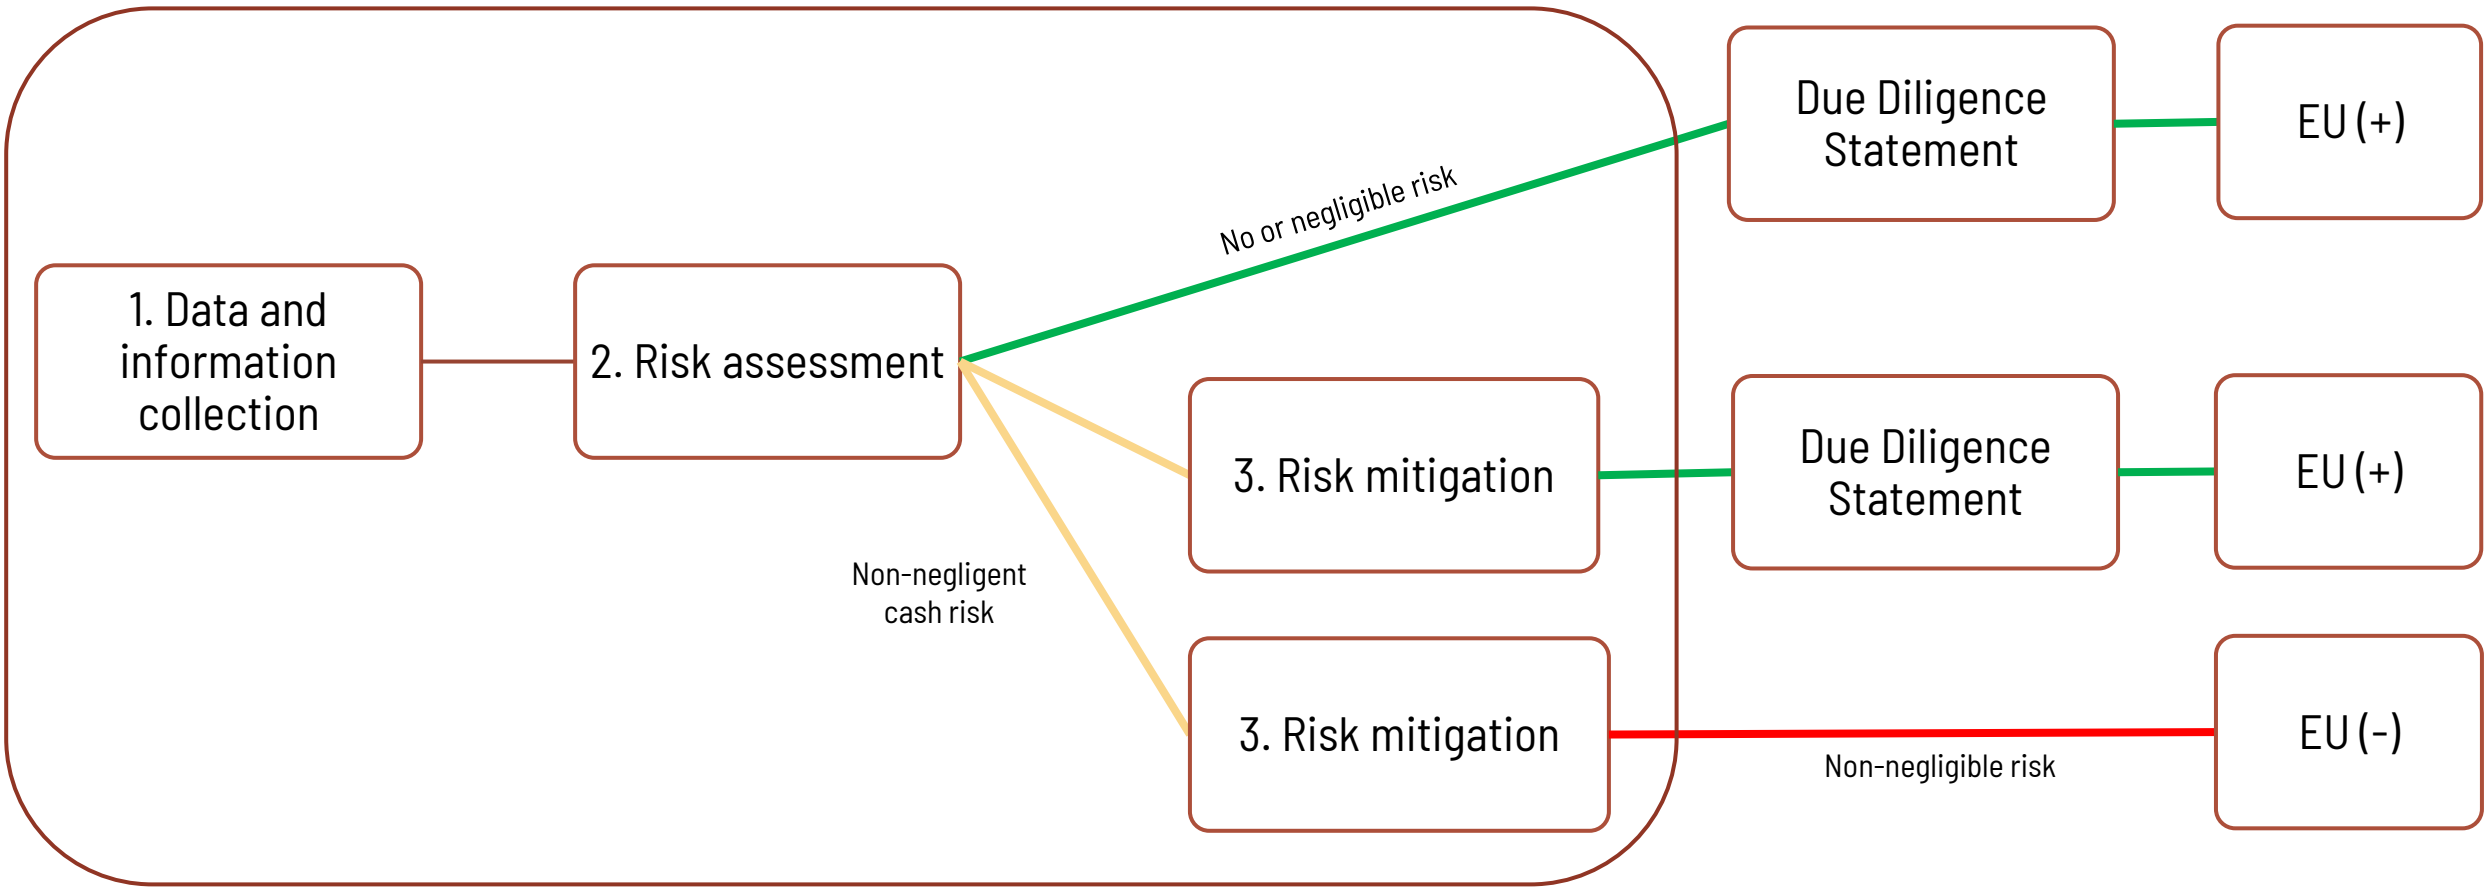 Due Diligence
Statement
EU (+)
No or negligible risk
1. Data and
information
collection
2. Risk assessment
3. Risk mitigation
Due Diligence
Statement
EU (+)
Non-negligent
cash risk
3. Risk mitigation
Non-negligible risk
EU (-)